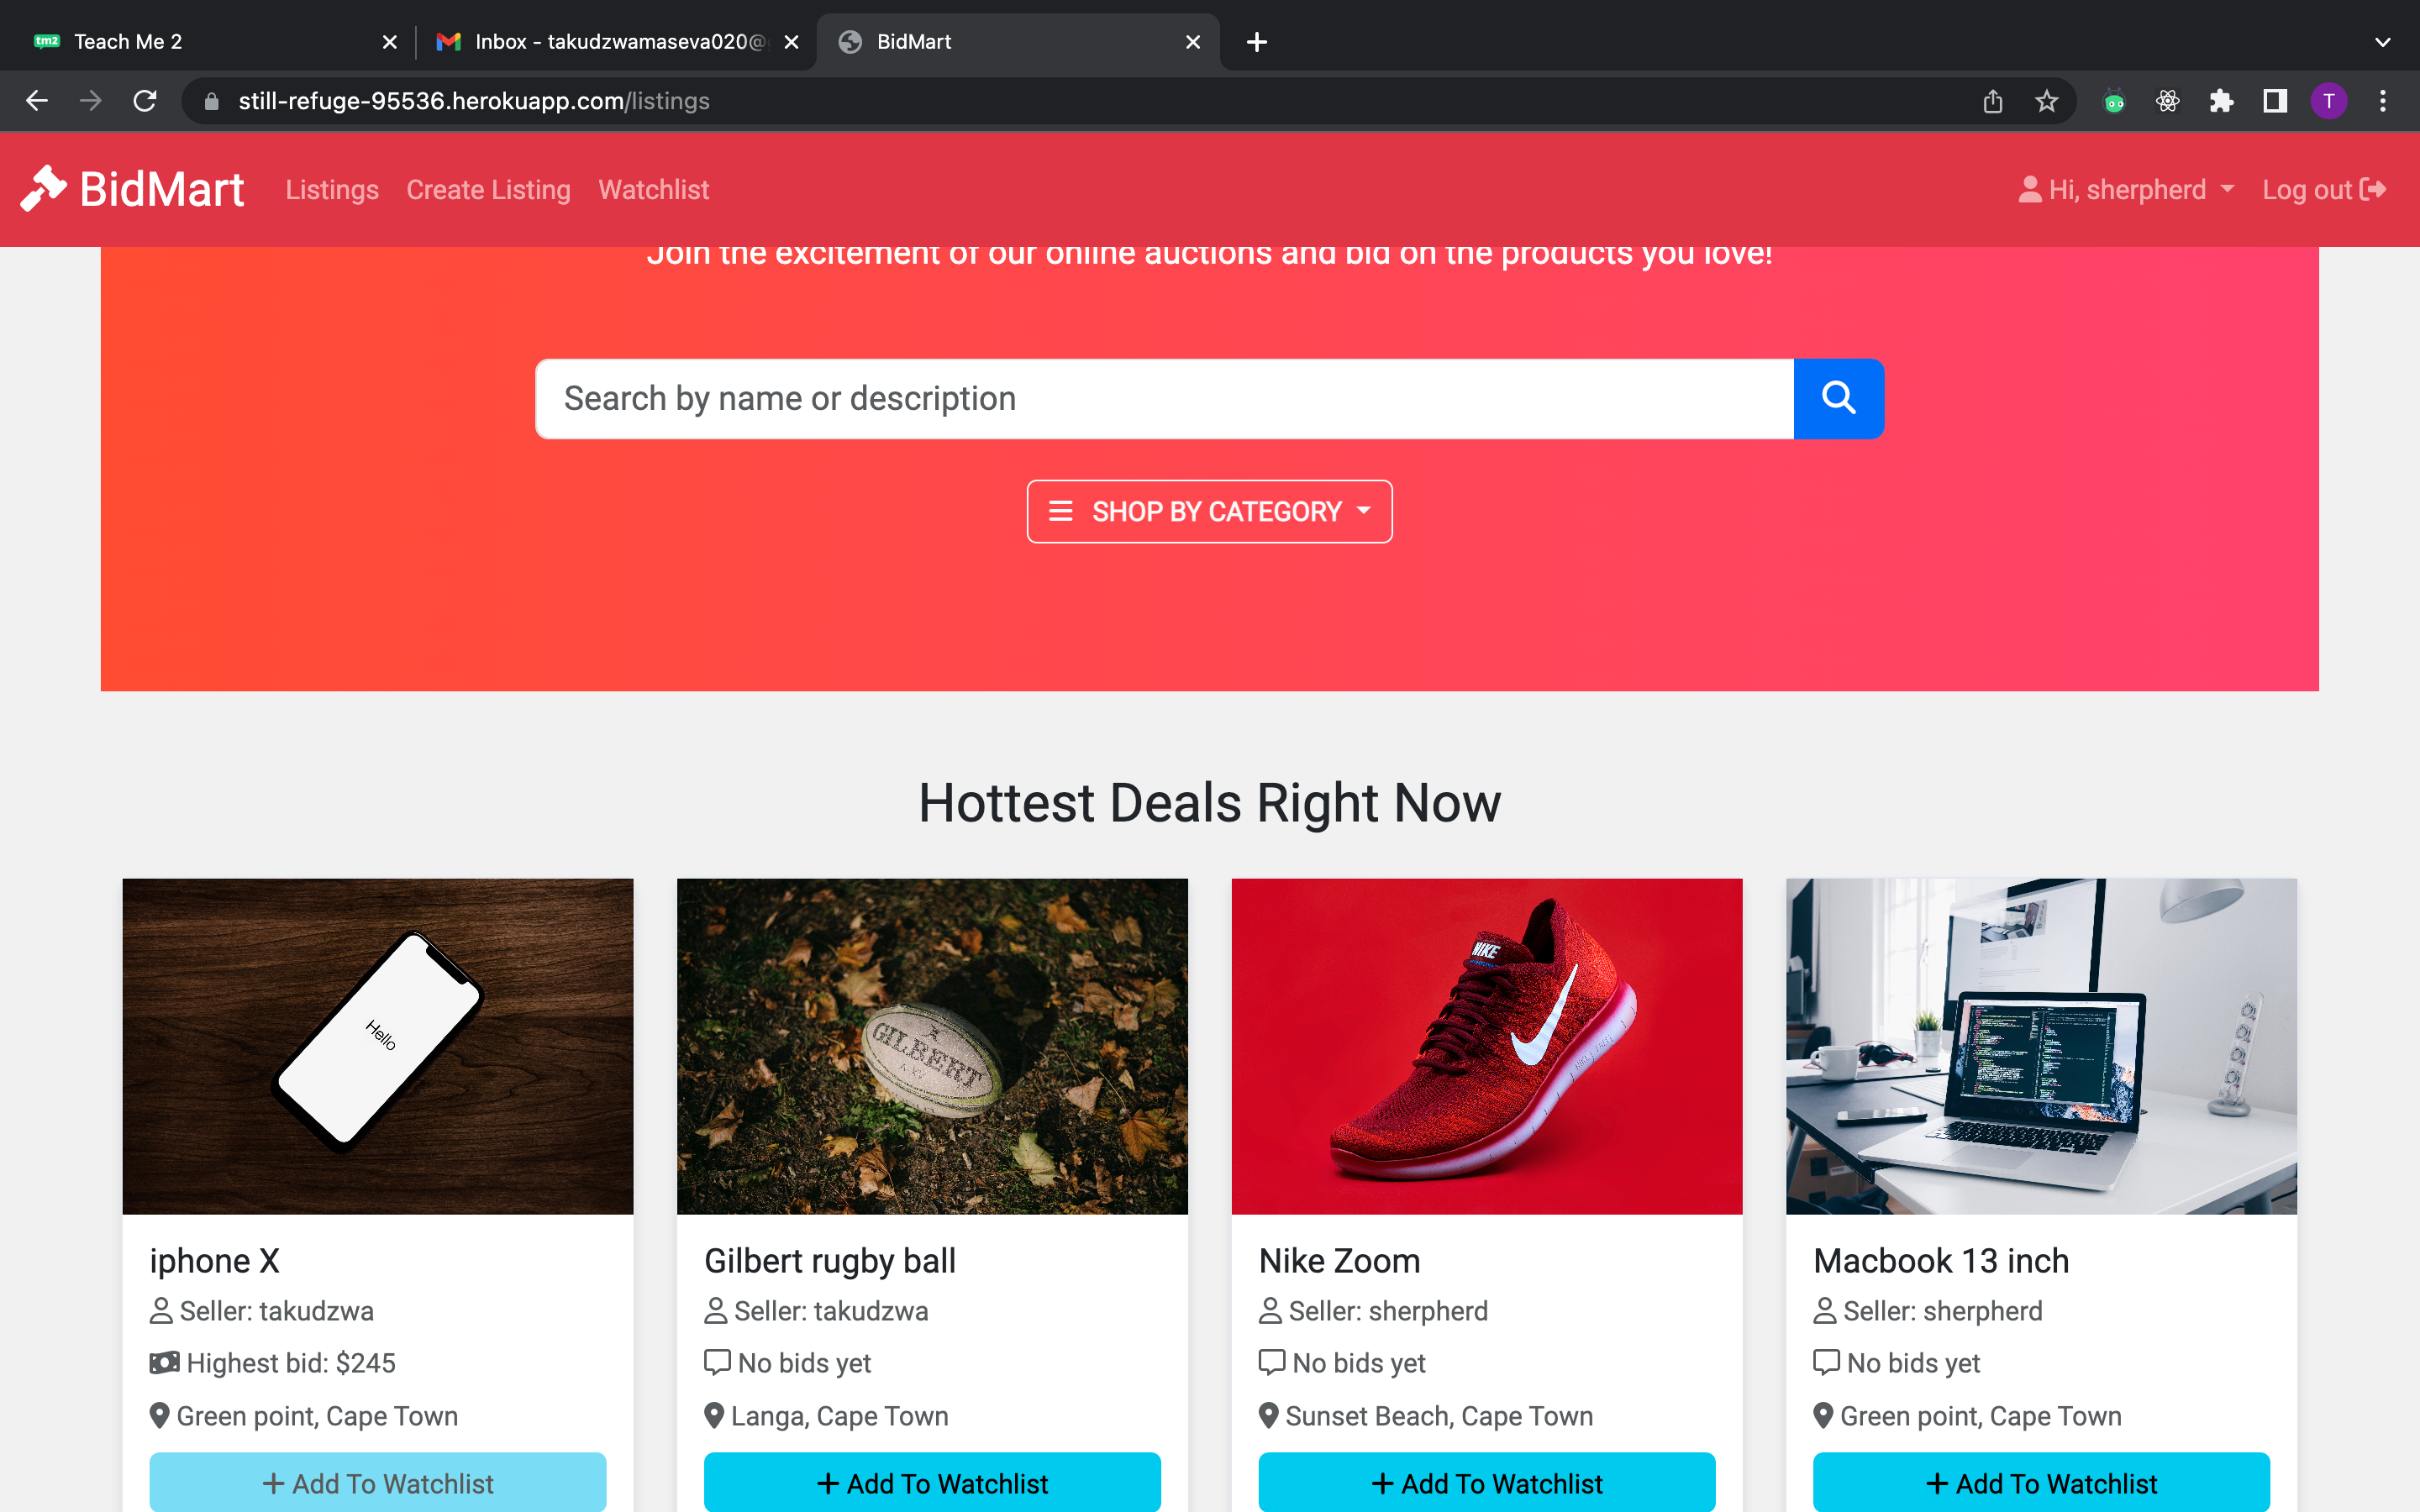 Teach Me 2
Inbox - takudzwamaseva020@
BidMart
still-refuge-95536.herokuapp.com/listings
T
BidMart
Listings
Create Listing
Watchlist
Hi, sherpherd
Log out
Join the excitement of our online auctions and bid on the products you love!
Search by name or description
SHOP BY CATEGORY
Hottest Deals Right Now
Hello
GILBERT
NIKE
iphone X
Seller: takudzwa
Highest bid: $245
Green point, Cape Town
+ Add To Watchlist
Gilbert rugby ball
Seller: takudzwa
No bids yet
Langa, Cape Town
+ Add To Watchlist
Nike Zoom
Seller: sherpherd
No bids yet
Sunset Beach, Cape Town
+ Add To Watchlist
Macbook 13 inch
Seller: sherpherd
No bids yet
Green point, Cape Town
+ Add To Watchlist